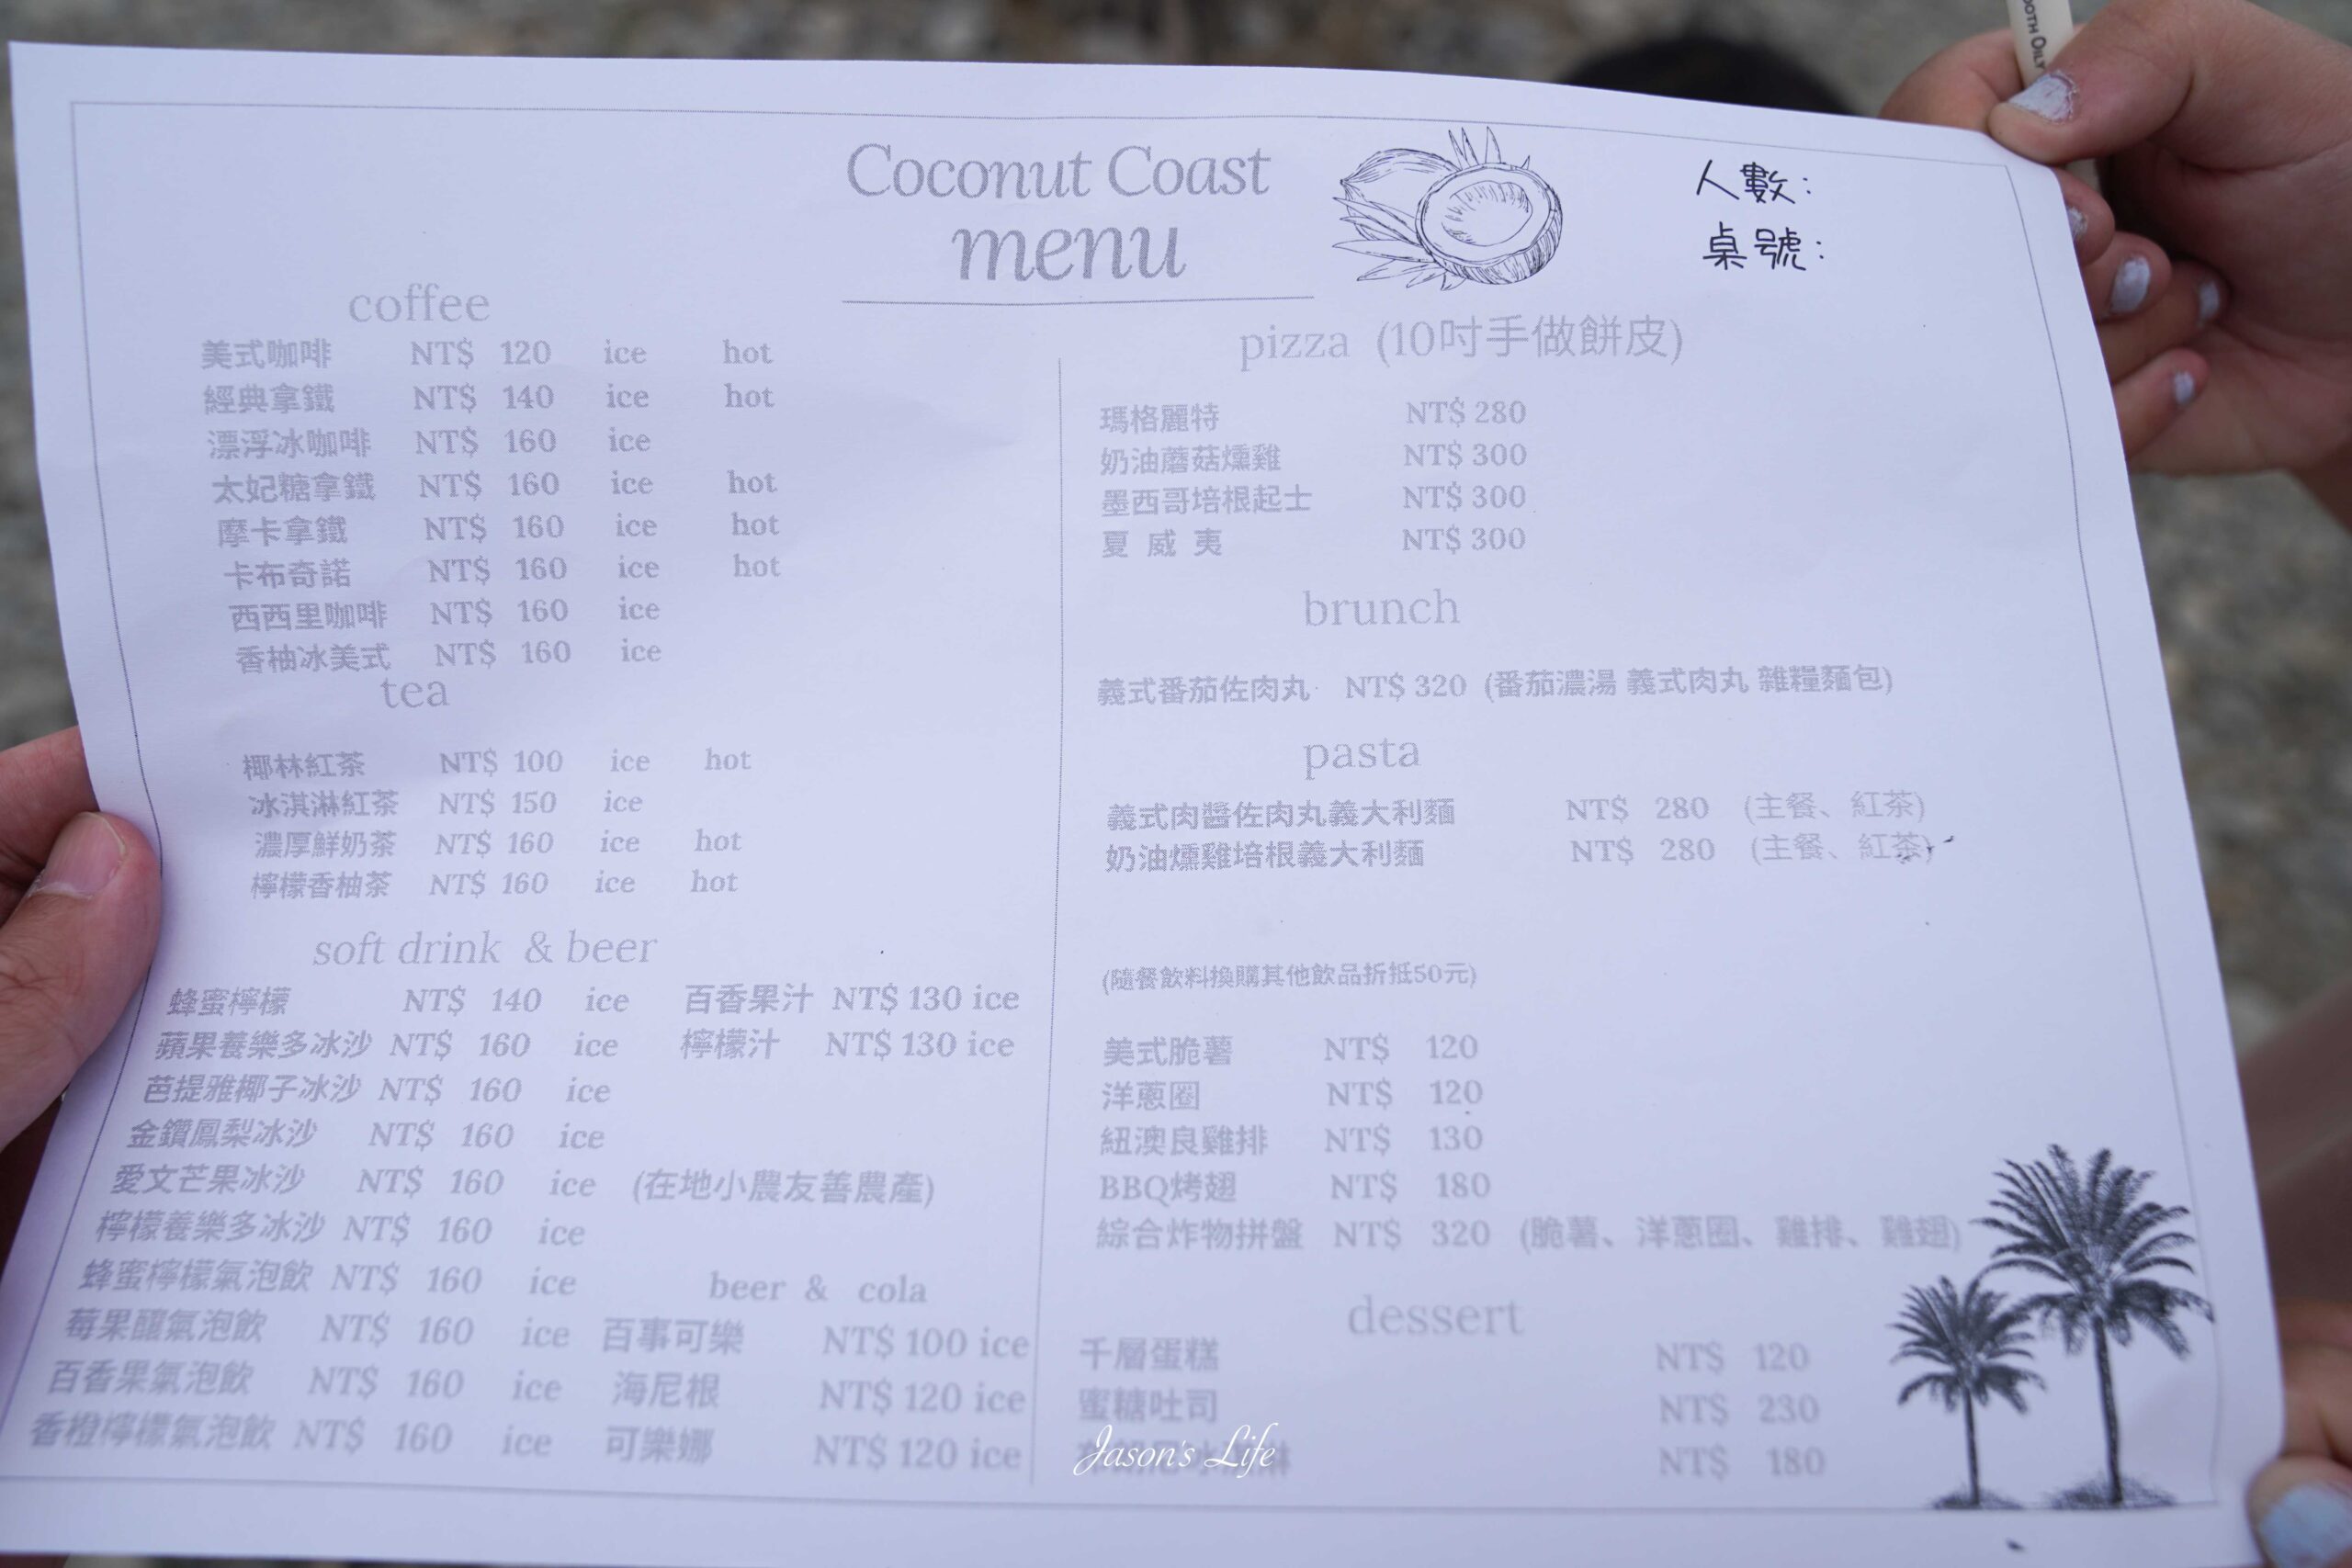 OOTH OILY
Coconut Coast
menu
人數:
桌號:
coffee
美式咖啡 NT$ 120 ice hot
經典拿鐵 NT$ 140 ice hot
漂浮冰咖啡 NT$ 160 ice
太妃糖拿鐵 NT$ 160 ice hot
摩卡拿鐵 NT$ 160 ice hot
卡布奇諾 NT$ 160 ice hot
西西里咖啡 NT$ 160 ice
香柚冰美式 NT$ 160 ice
tea
椰林紅茶 NT$ 100 ice hot
冰淇淋紅茶 NT$ 150 ice
濃厚鮮奶茶 NT$ 160 ice hot
檸檬香柚茶 NT$ 160 ice hot
soft drink & beer
蜂蜜檸檬 NT$ 140 ice 百香果汁 NT$ 130 ice
蘋果養樂多冰沙 NT$ 160 ice 檸檬汁 NT$ 130 ice
芭提雅椰子冰沙 NT$ 160 ice
金鑽鳳梨冰沙 NT$ 160 ice
愛文芒果冰沙 NT$ 160 ice (在地小農友善農產)
檸檬養樂多冰沙 NT$ 160 ice
蜂蜜檸檬氣泡飲 NT$ 160 ice beer & cola
莓果釀氣泡飲 NT$ 160 ice 百事可樂 NT$ 100 ice
百香果氣泡飲 NT$ 160 ice 海尼根 NT$ 120 ice
香橙檸檬氣泡飲 NT$ 160 ice 可樂娜 NT$ 120 ice
pizza (10吋手做餅皮)
瑪格麗特 NT$ 280
奶油蘑菇燻雞 NT$ 300
墨西哥培根起士 NT$ 300
夏 威 夷 NT$ 300
brunch
義式番茄佐肉丸 NT$ 320 (番茄濃湯 義式肉丸 雜糧麵包)
pasta
義式肉醬佐肉丸義大利麵 NT$ 280 (主餐、紅茶)
奶油燻雞培根義大利麵 NT$ 280 (主餐、紅茶)
(隨餐飲料換購其他飲品折抵50元)
美式脆薯 NT$ 120
洋蔥圈 NT$ 120
紐澳良雞排 NT$ 130
BBQ烤翅 NT$ 180
綜合炸物拼盤 NT$ 320 (脆薯、洋蔥圈、雞排、雞翅)
dessert
千層蛋糕 NT$ 120
蜜糖吐司 NT$ 230
NT$ 180
Jason's Life